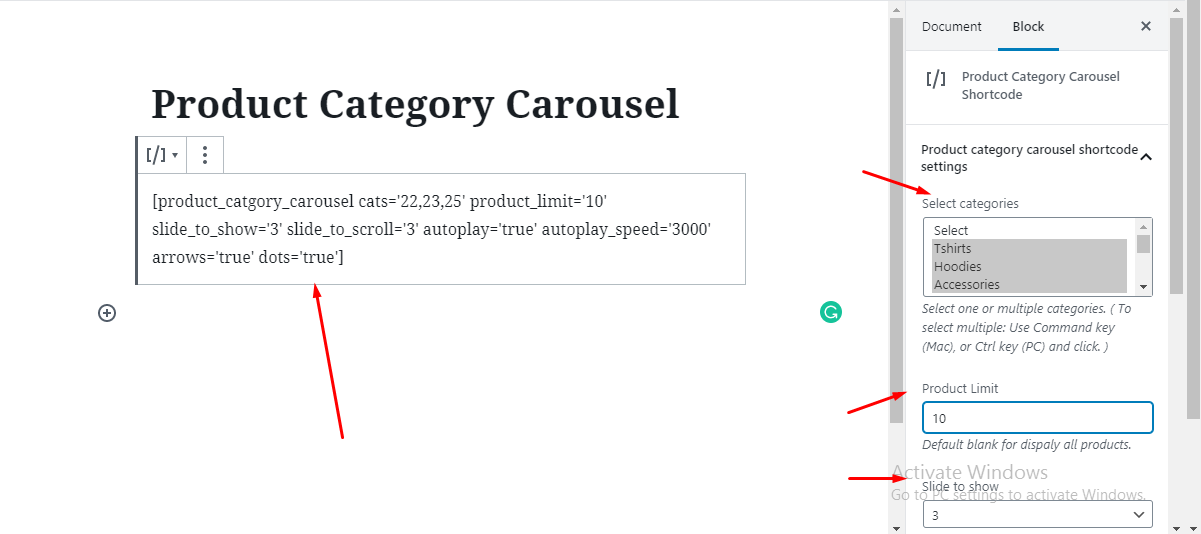 Document Block
[/] Product Category Carousel
Shortcode
Product Category Carousel
[/]
[product_catgory_carousel cats='22,23,25' product_limit='10'
slide_to_show='3' slide_to_scroll='3' autoplay='true' autoplay_speed='3000'
arrows='true' dots='true']
Product category carousel shortcode
settings
Select categories
Select
Tshirts
Hoodies
Accessories
Select one or multiple categories. ( To
select multiple: Use Command key
(Mac), or Ctrl key (PC) and click. )
Product Limit
10
Default blank for dispaly all products.
Activate Windows
Slide to show
Go to PC settings to activate Windows.
3